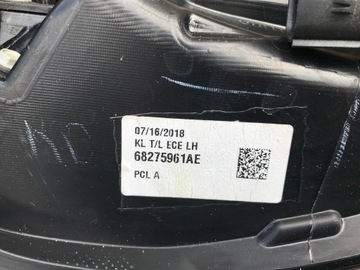 07/16/2018
KL T/L ECE LH
68275961AE
PCL A